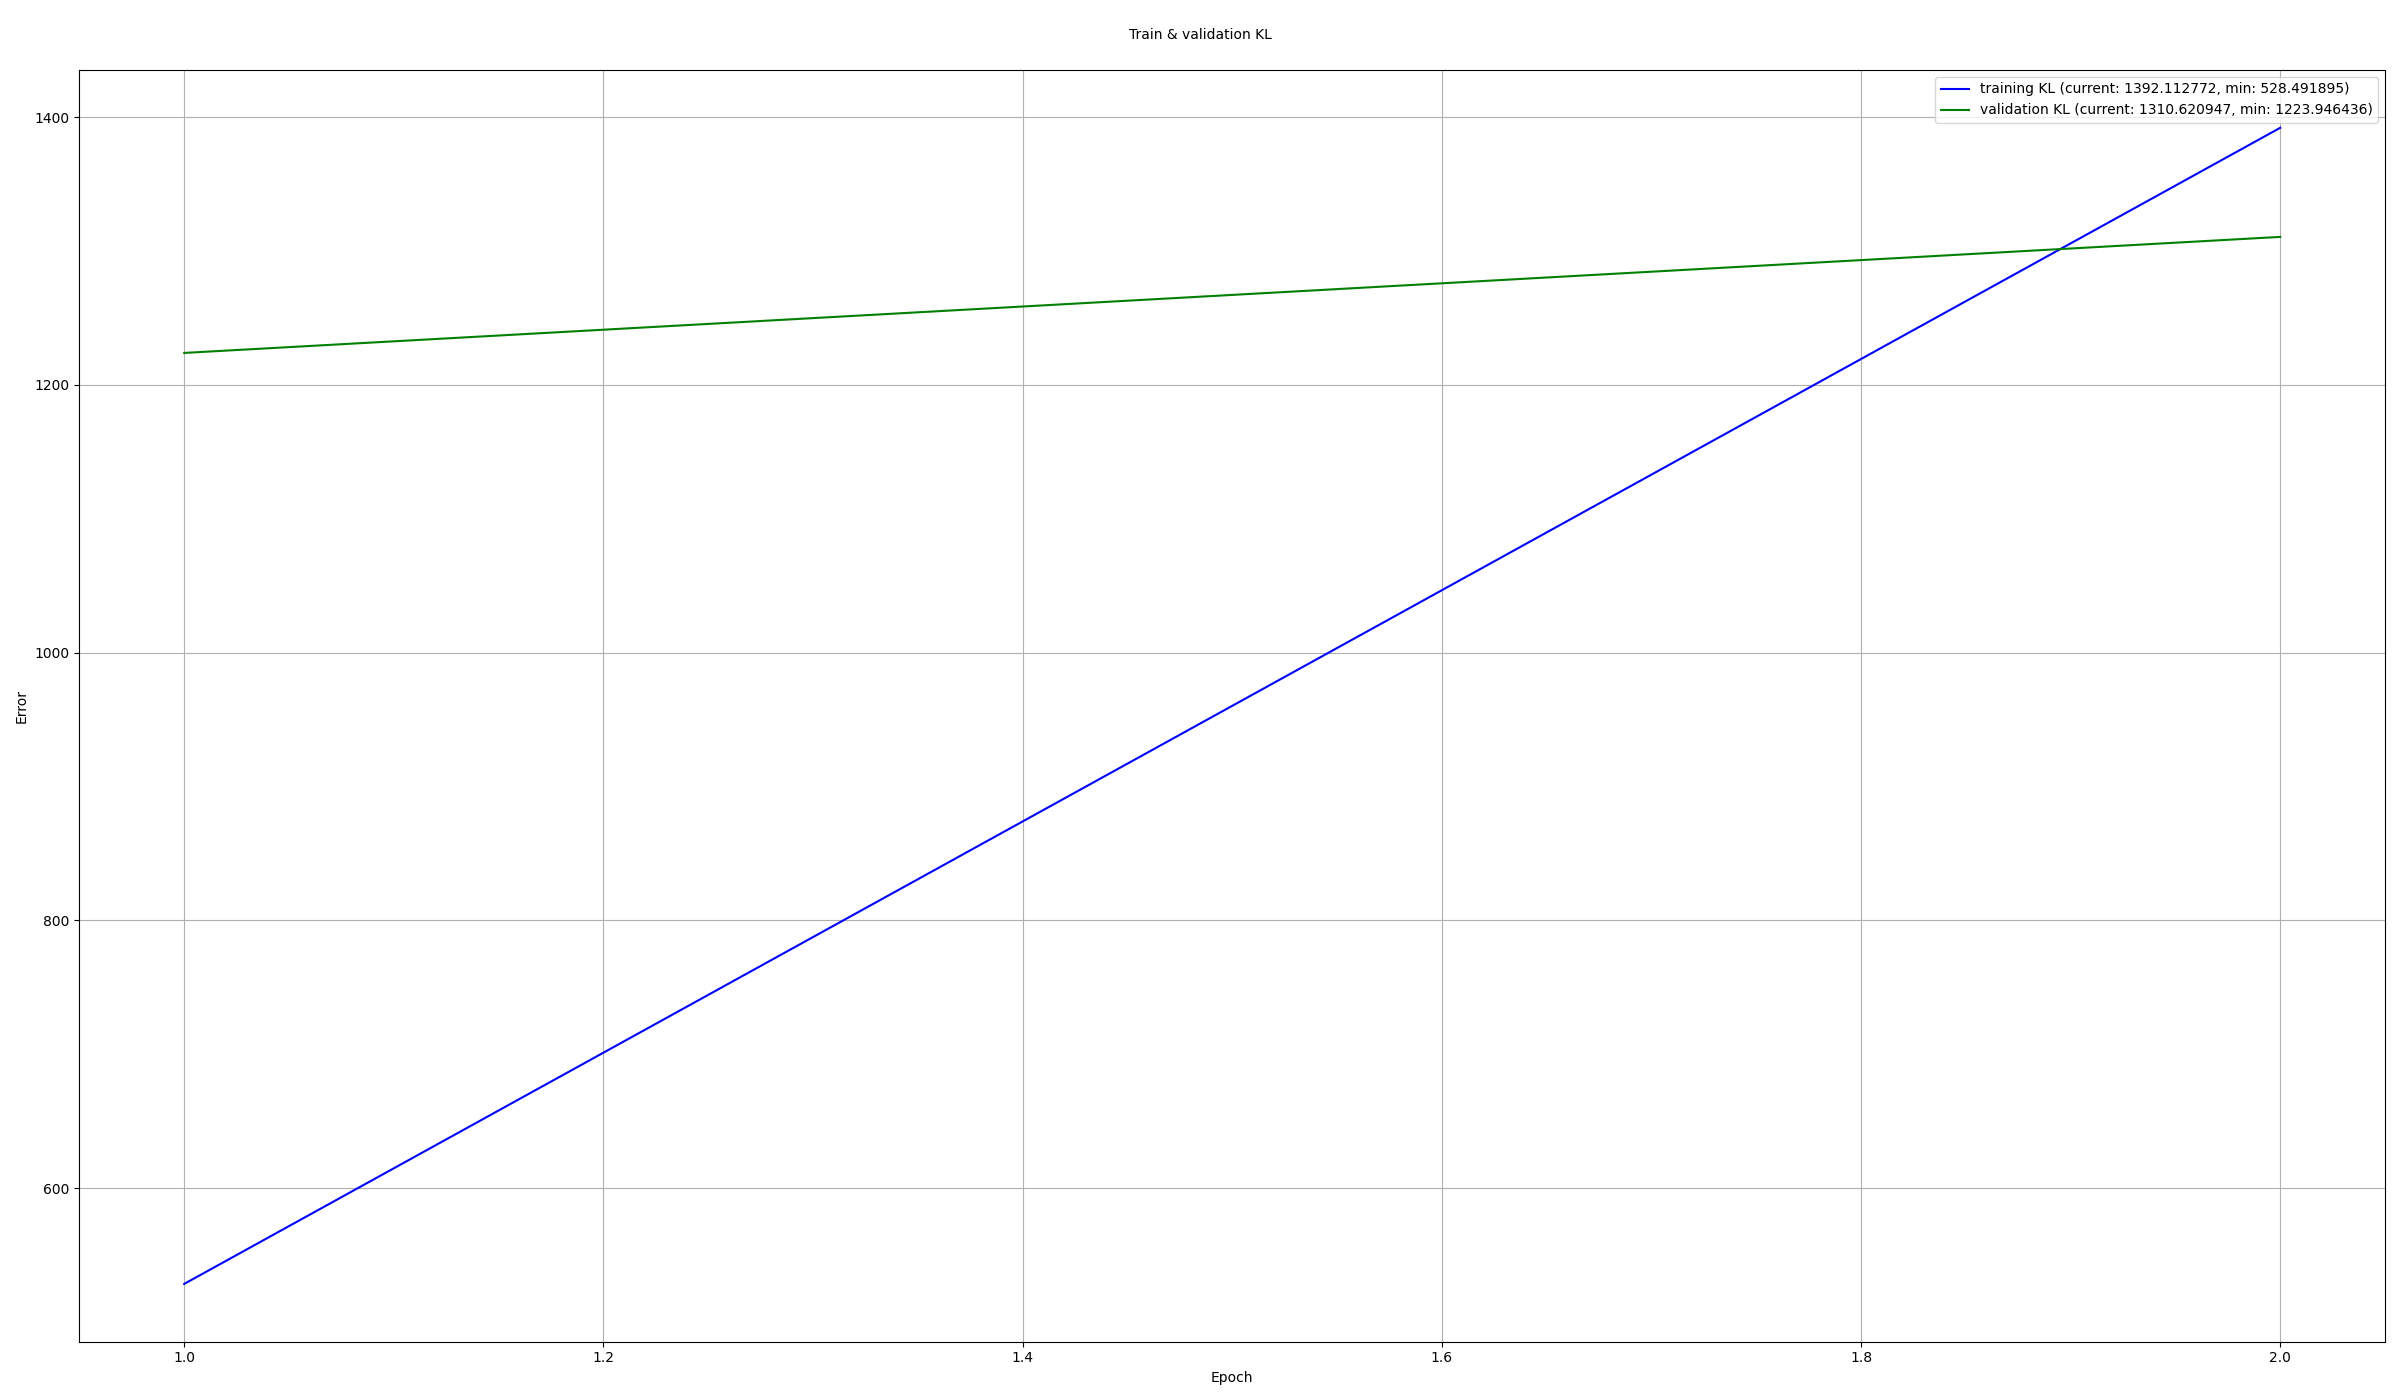 Train & validation KL
training KL (current: 1392.112772, min: 528.491895)
validation KL (current: 1310.620947, min: 1223.946436)
1400
1200
1000
800
600
Error
1.0
1.2
1.4
1.6
1.8
2.0
Epoch